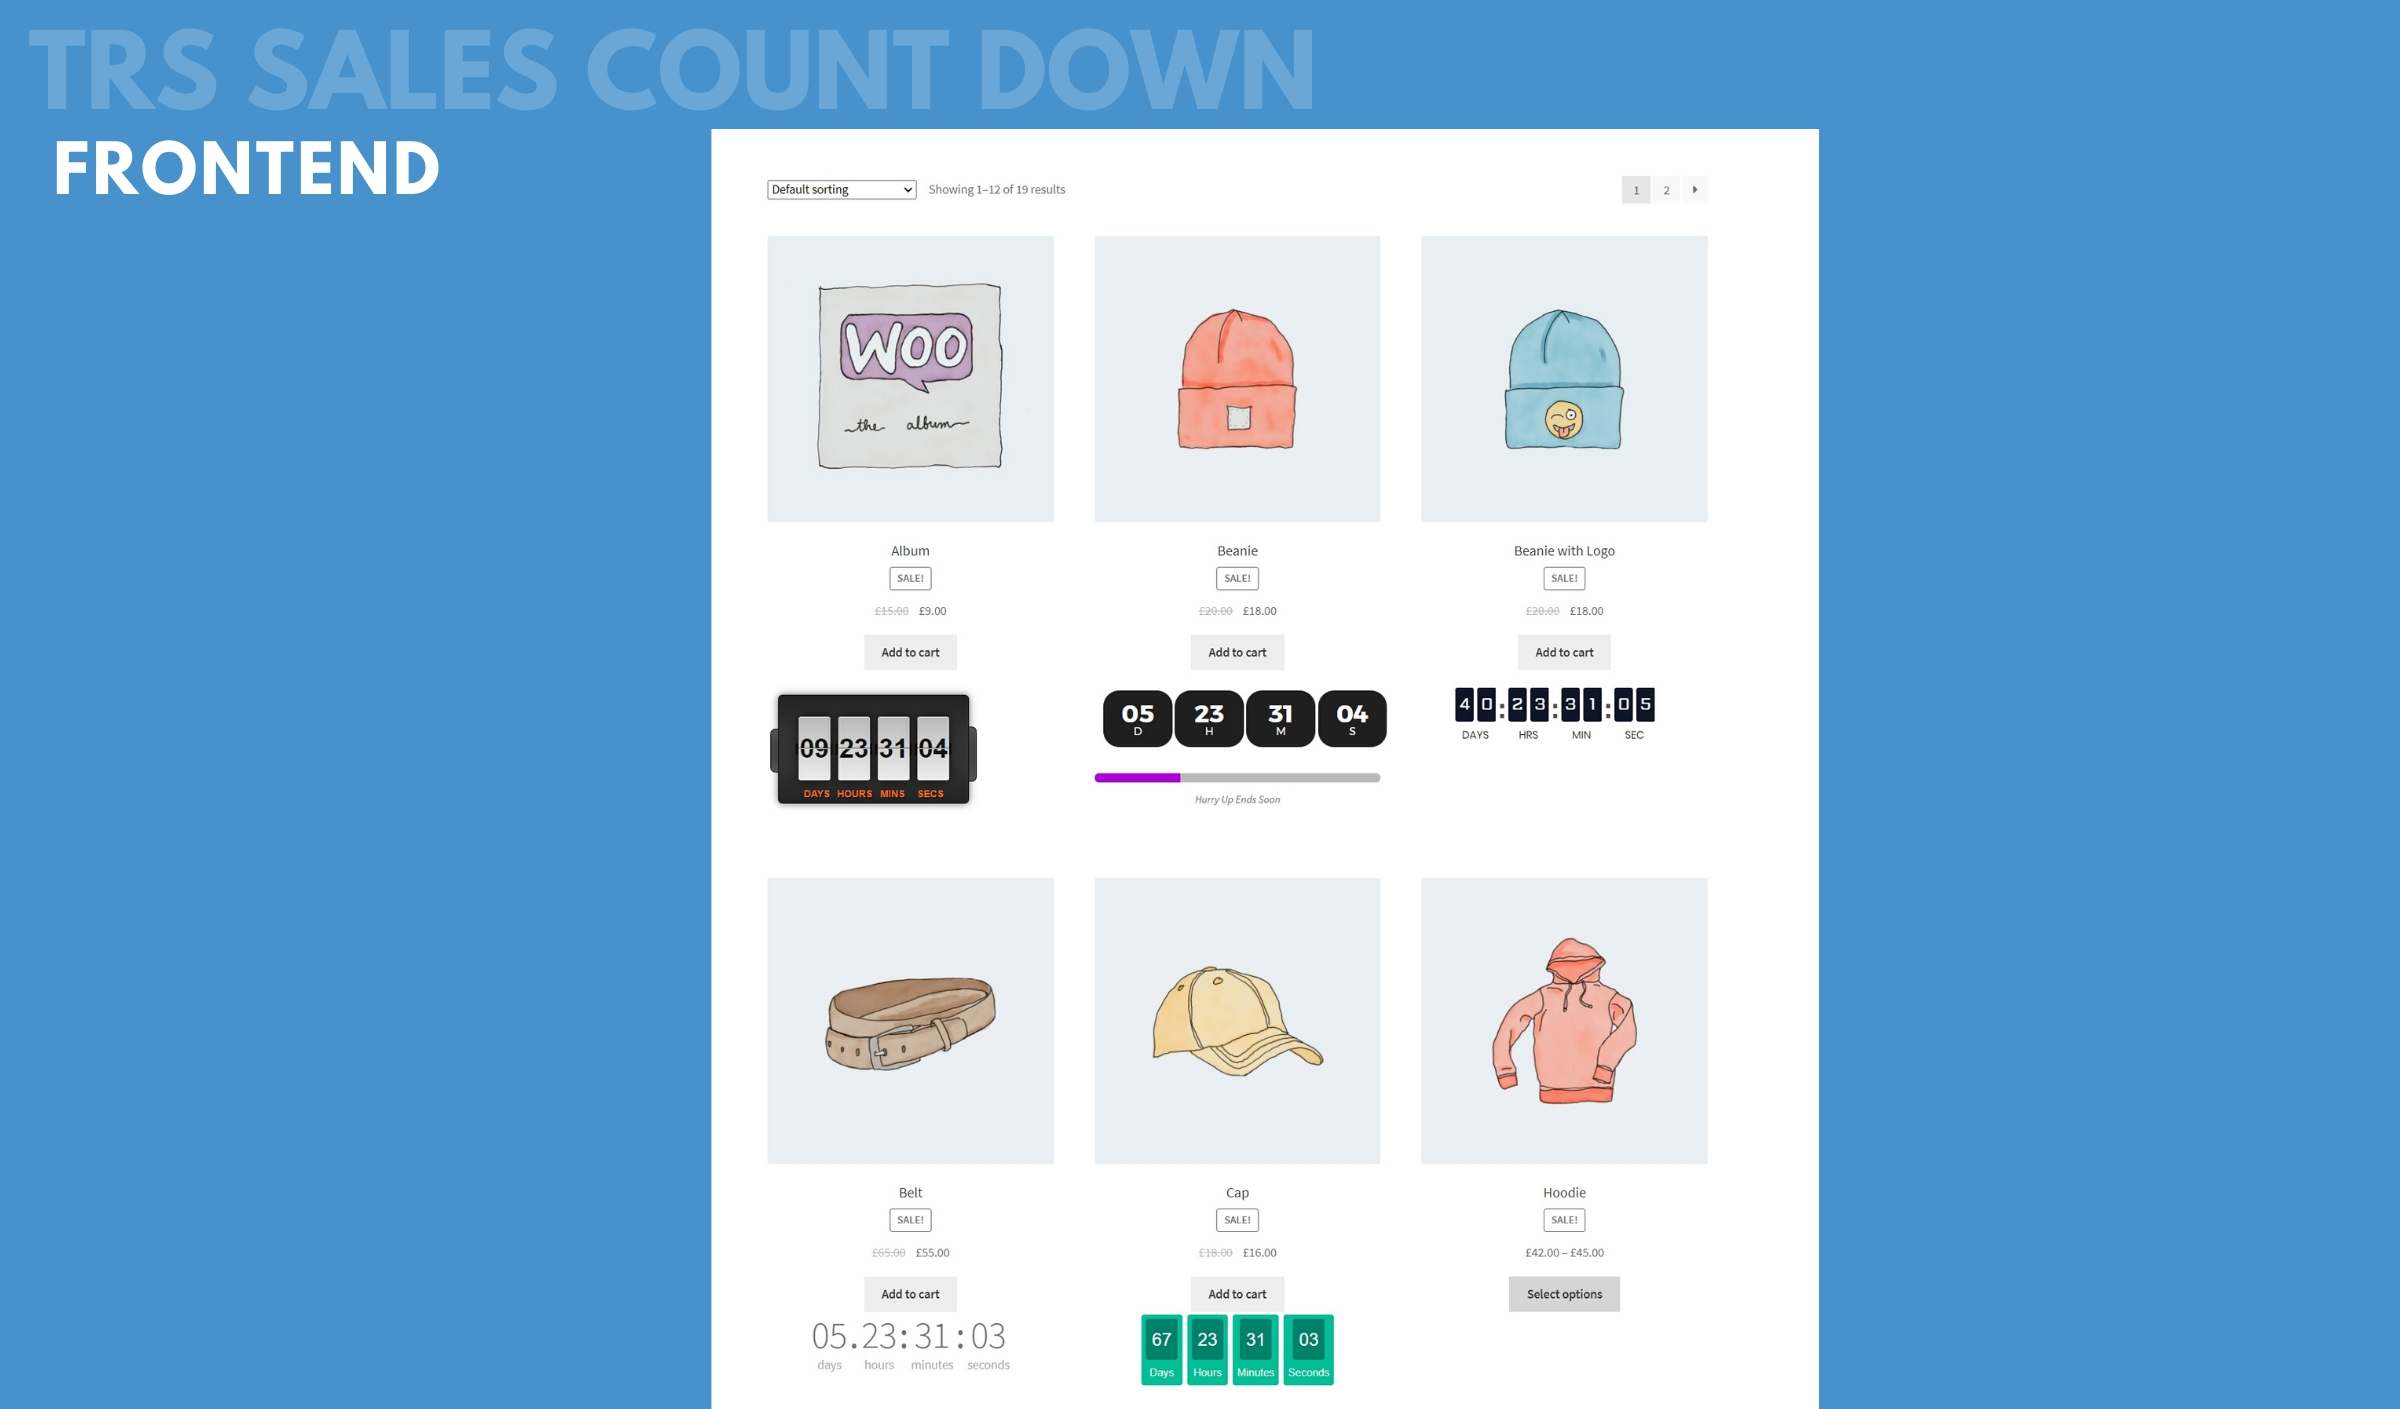 TRS SALES COUNT DOWN
FRONTEND
Default sorting Showing 1–12 of 19 results 1 2
WOO
the album
Album
SALE!
£15.00 £9.00
Add to cart
09 23 31 04
DAYS HOURS MINS SECS
Beanie
SALE!
£20.00 £18.00
Add to cart
05 23 31 04
D H M S
Hurry Up Ends Soon
Beanie with Logo
SALE!
£20.00 £18.00
Add to cart
40:23:31:05
DAYS HRS MIN SEC
Belt
SALE!
£65.00 £55.00
Add to cart
05.23:31:03
days hours minutes seconds
Cap
SALE!
£18.00 £16.00
Add to cart
67 23 31 03
Days Hours Minutes Seconds
Hoodie
SALE!
£42.00 – £45.00
Select options